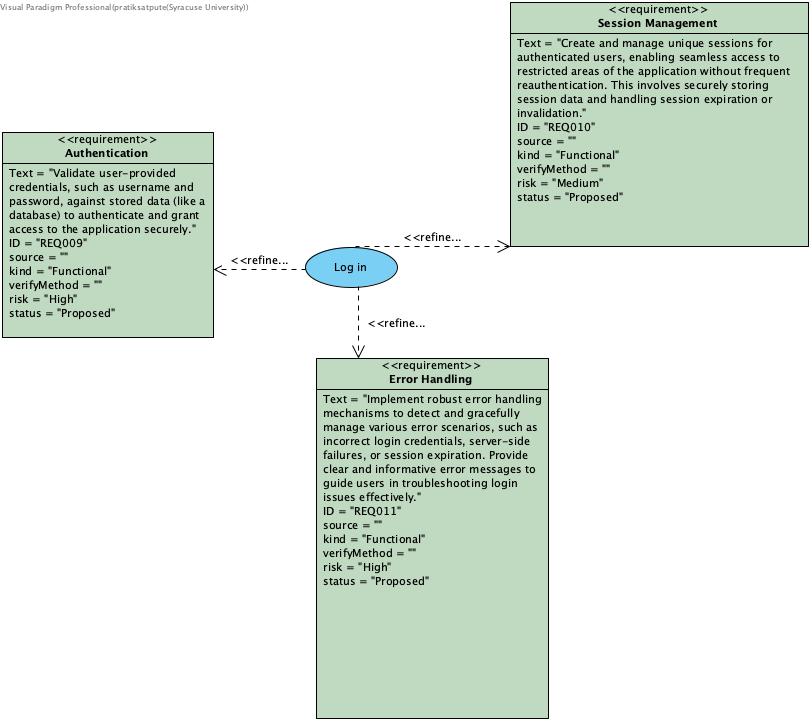 Visual Paradigm Professional(pratiksatpute(Syracuse University))
<<requirement>>
Session Management
Text = "Create and manage unique sessions for
authenticated users, enabling seamless access to
restricted areas of the application without frequent
reauthentication. This involves securely storing
session data and handling session expiration or
invalidation."
ID = "REQ010"
source = ""
kind = "Functional"
verifyMethod = ""
risk = "Medium"
status = "Proposed"
<<requirement>>
Authentication
Text = "Validate user-provided
credentials, such as username and
password, against stored data (like a
database) to authenticate and grant
access to the application securely."
ID = "REQ009"
source = ""
kind = "Functional"
verifyMethod = ""
risk = "High"
status = "Proposed"
<<refine...
<<refine...
Log in
<<refine...
<<requirement>>
Error Handling
Text = "Implement robust error handling
mechanisms to detect and gracefully
manage various error scenarios, such as
incorrect login credentials, server-side
failures, or session expiration. Provide
clear and informative error messages to
guide users in troubleshooting login
issues effectively."
ID = "REQ011"
source = ""
kind = "Functional"
verifyMethod = ""
risk = "High"
status = "Proposed"